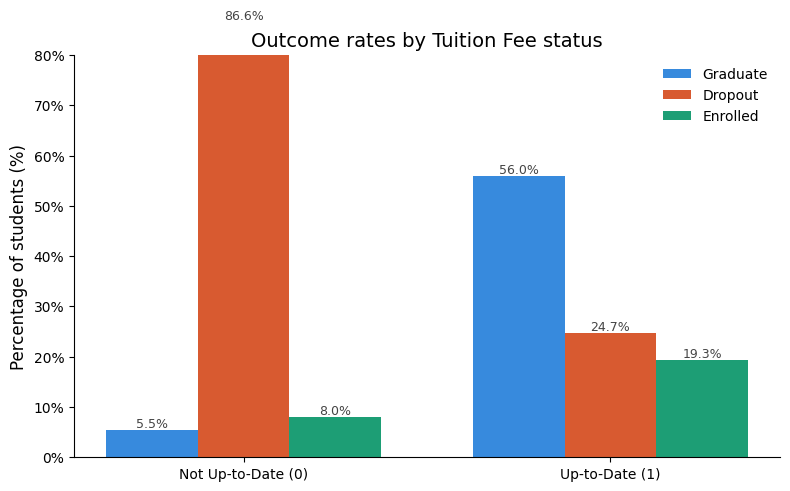 86.6%
Outcome rates by Tuition Fee status
Percentage of students (%)
80%
70%
60%
50%
40%
30%
20%
10%
0%
Graduate
Dropout
Enrolled
5.5%
8.0%
56.0%
24.7%
19.3%
Not Up-to-Date (0)
Up-to-Date (1)